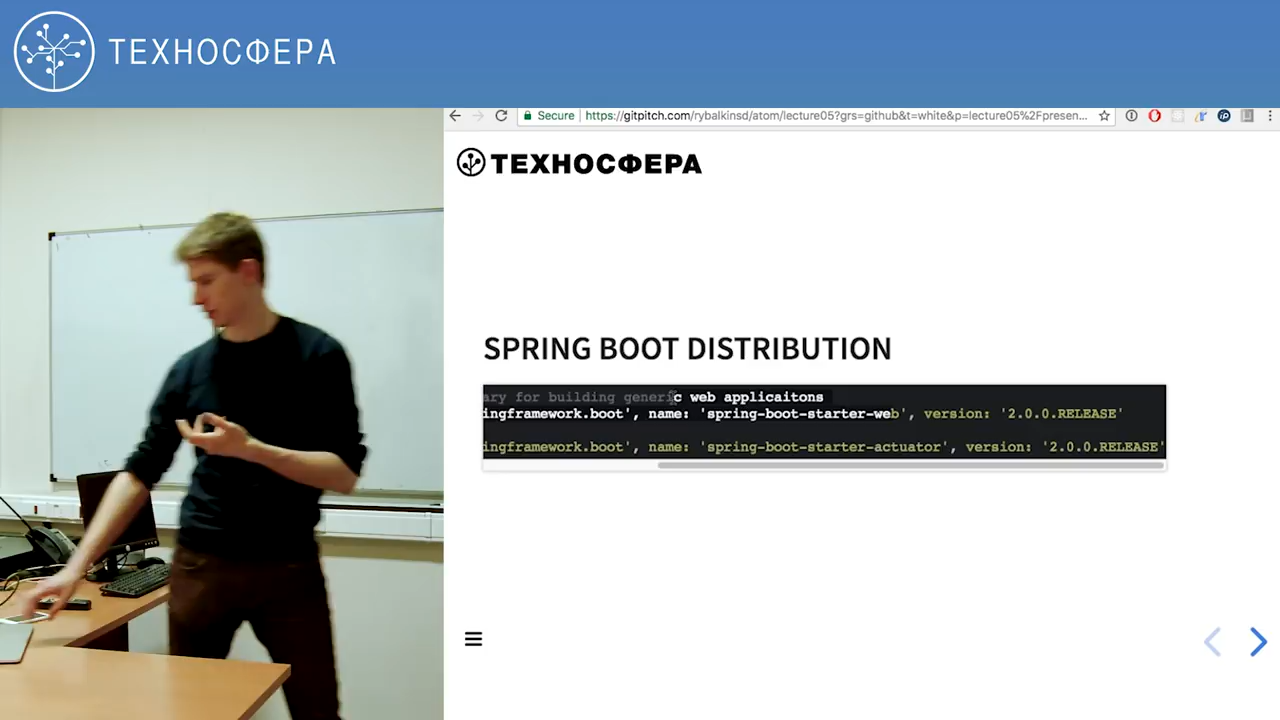 ТЕХНОСФЕРА
Secure
https://gitpitch.com/rybalkinsd/atom/lecture05?grs=github&t=white&p=lecture05%2Fpresen...
ТЕХНОСФЕРА
SPRING BOOT DISTRIBUTION
ary for building generic web applicaitons
ingframework.boot', name: 'spring-boot-starter-web', version: '2.0.0.RELEASE'
ingframework.boot', name: 'spring-boot-starter-actuator', version: '2.0.0.RELEASE'